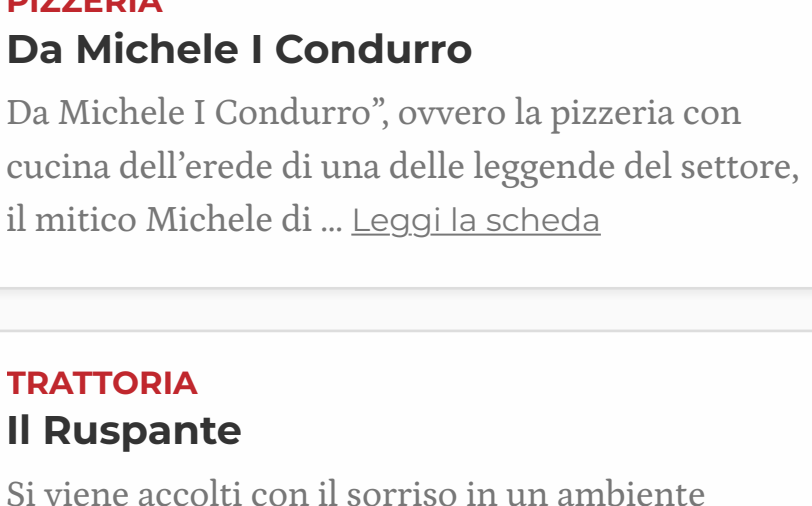 PIZZERIA
Da Michele I Condurro
Da Michele I Condurro”, ovvero la pizzeria con
cucina dell’erede di una delle leggende del settore,
il mitico Michele di ... Leggi la scheda
TRATTORIA
Il Ruspante
Si viene accolti con il sorriso in un ambiente